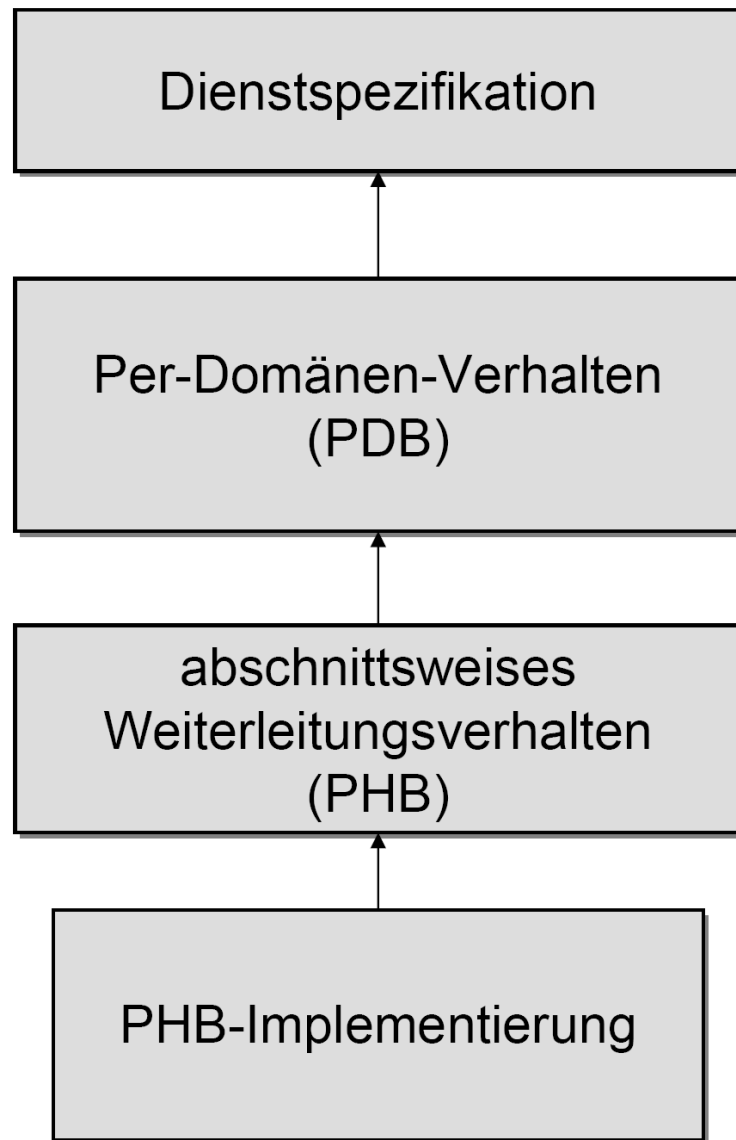 Dienstspezifikation
Per-Domänen-Verhalten
(PDB)
abschnittsweises
Weiterleitungsverhalten
(PHB)
PHB-Implementierung